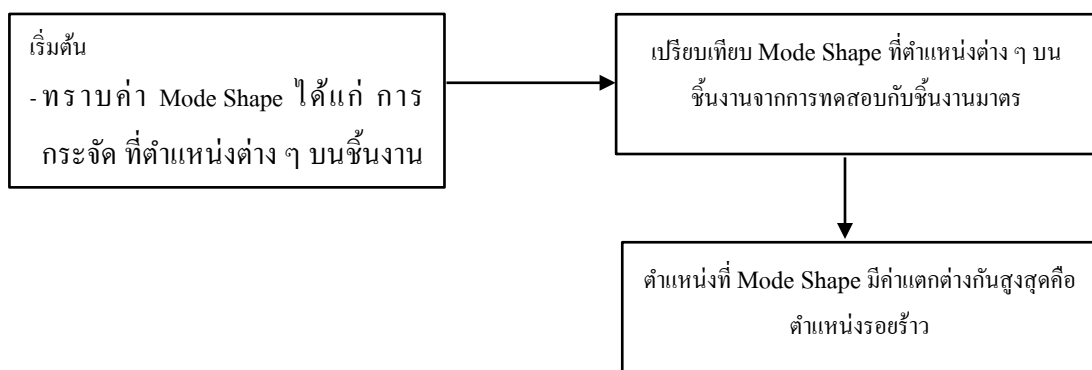 เริ่มต้น
- ทราบค่า Mode Shape ได้แก่ การ
กระจัด ที่ตำแหน่งต่าง ๆ บนชิ้นงาน
เปรียบเทียบ Mode Shape ที่ตำแหน่งต่าง ๆ บน
ชิ้นงานจากการทดสอบกับชิ้นงานมาตร
ตำแหน่งที่ Mode Shape มีค่าแตกต่างกันสูงสุดคือ
ตำแหน่งรอยร้าว